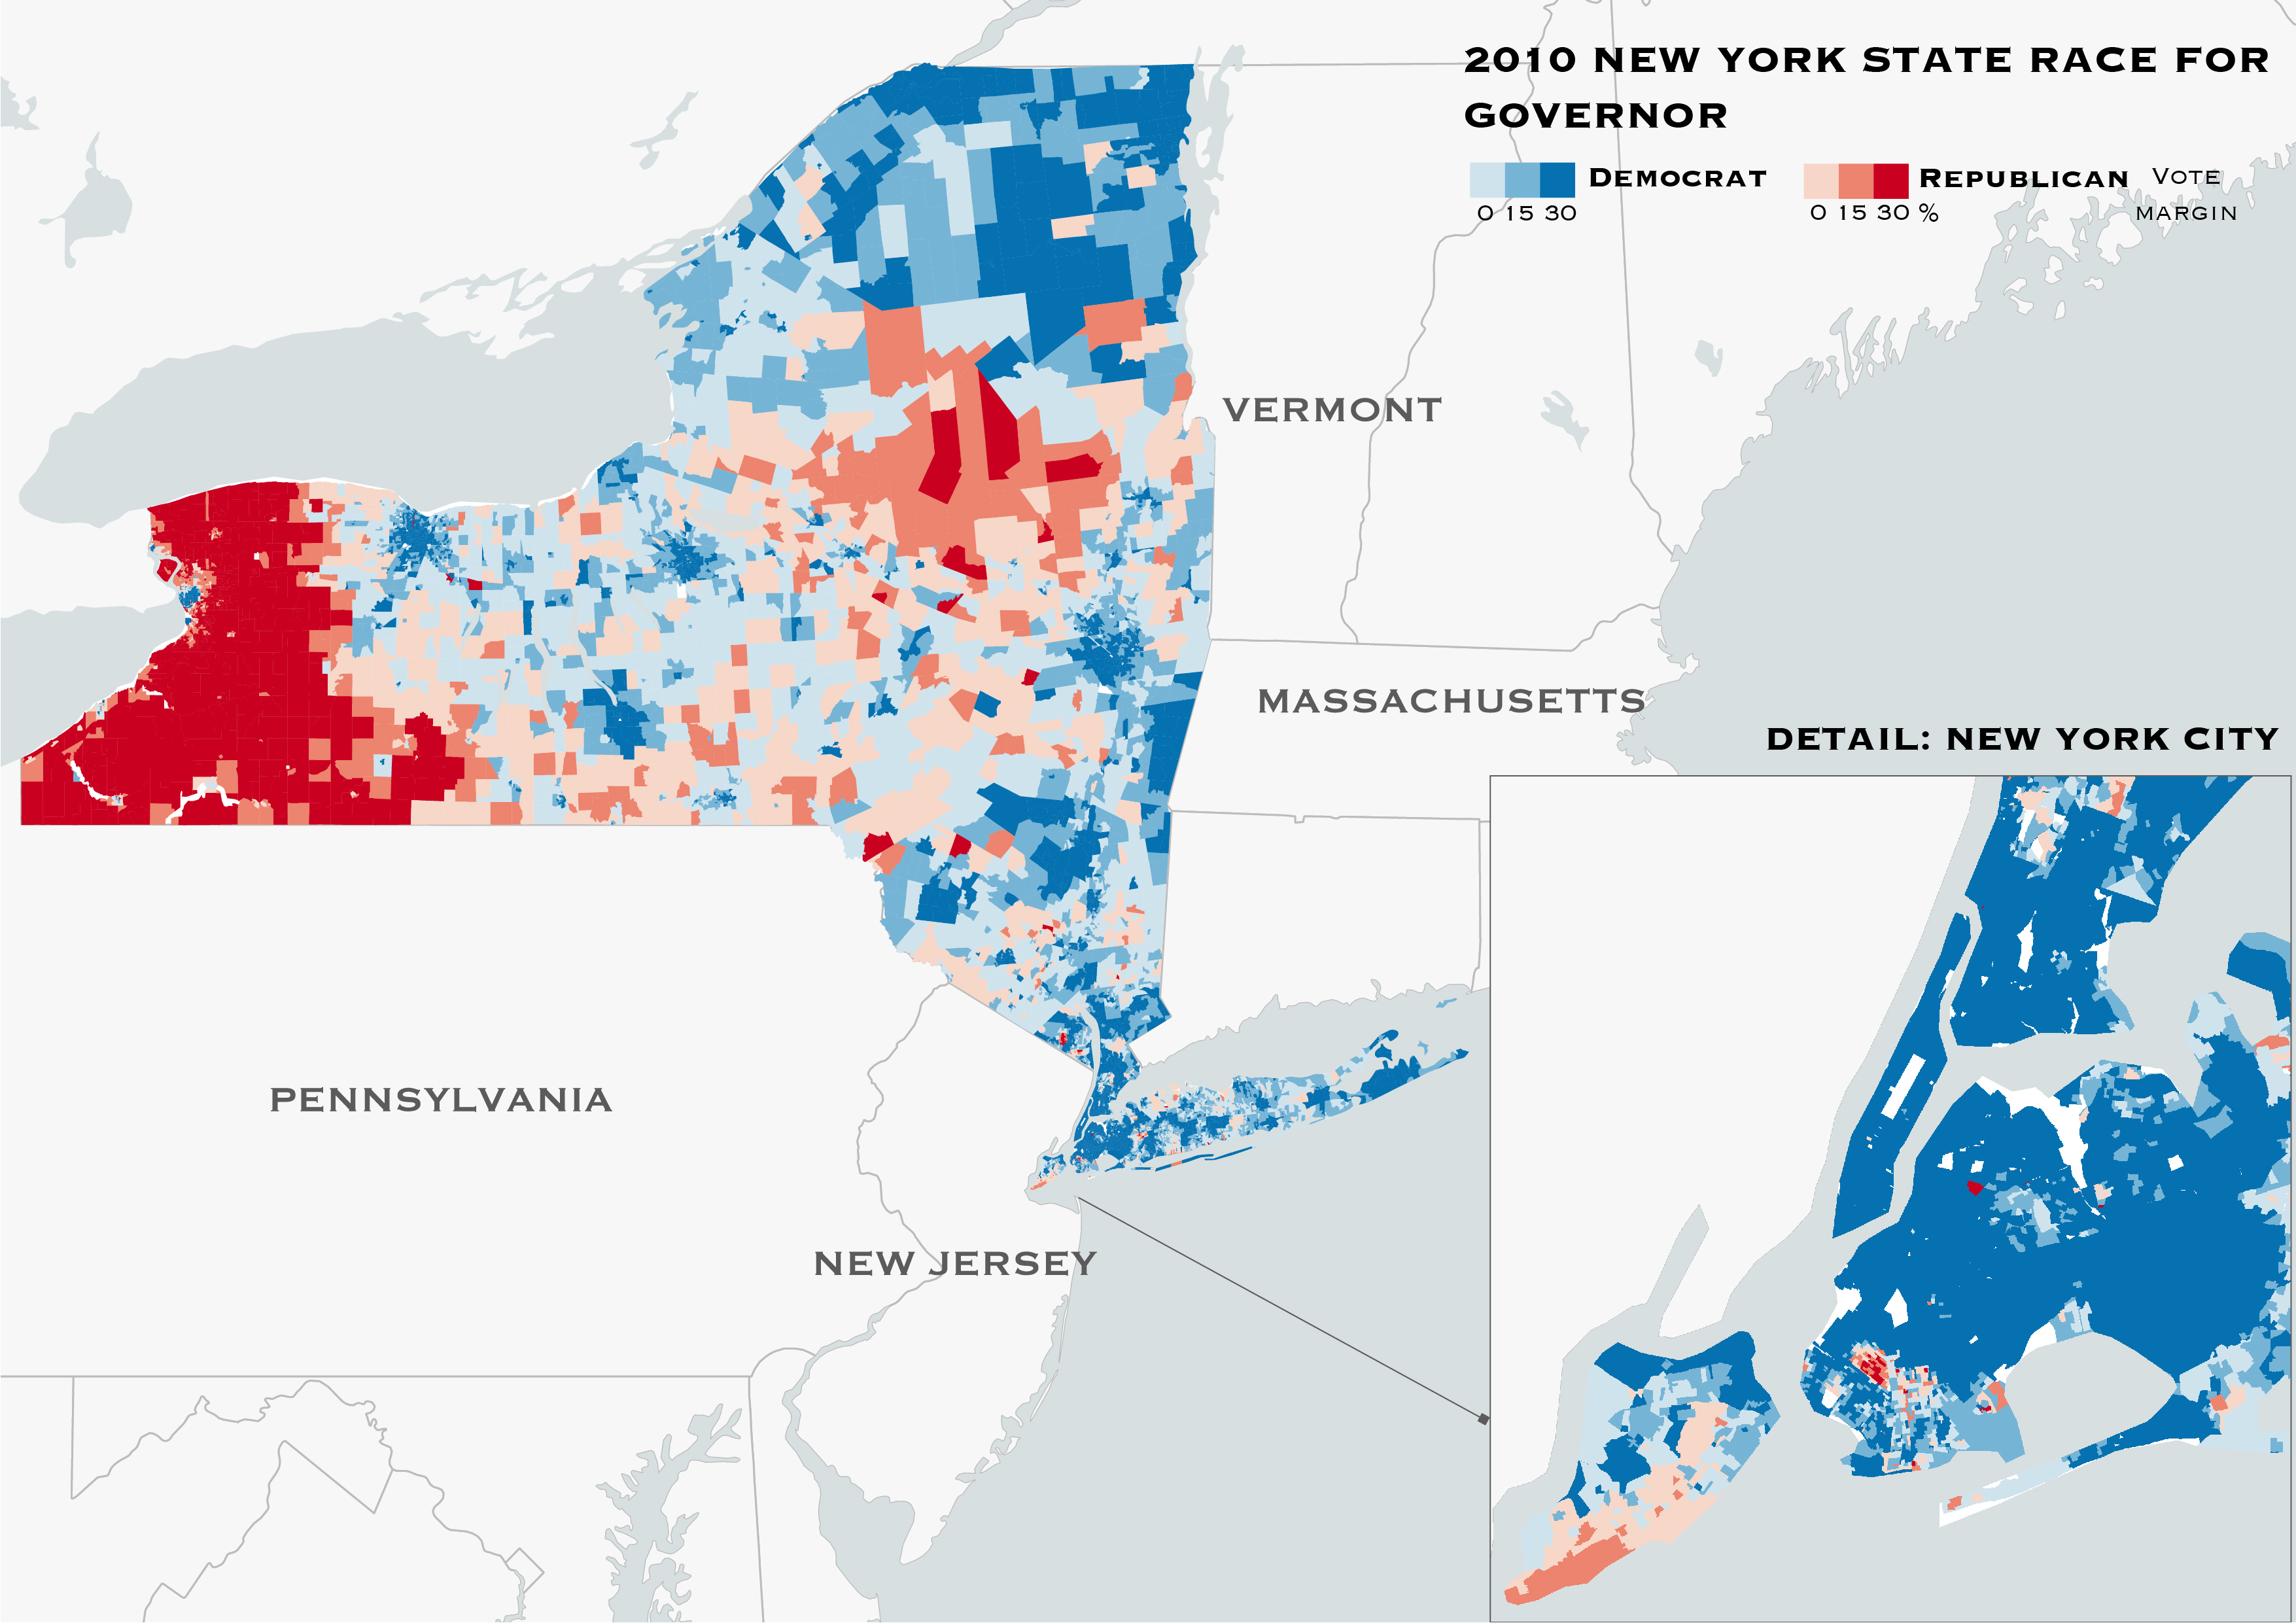 2010 NEW YORK STATE RACE FOR
GOVERNOR
DEMOCRAT REPUBLICAN VOTE
0 15 30 0 15 30 % MARGIN
VERMONT
MASSACHUSETTS
DETAIL: NEW YORK CITY
PENNSYLVANIA
NEW JERSEY